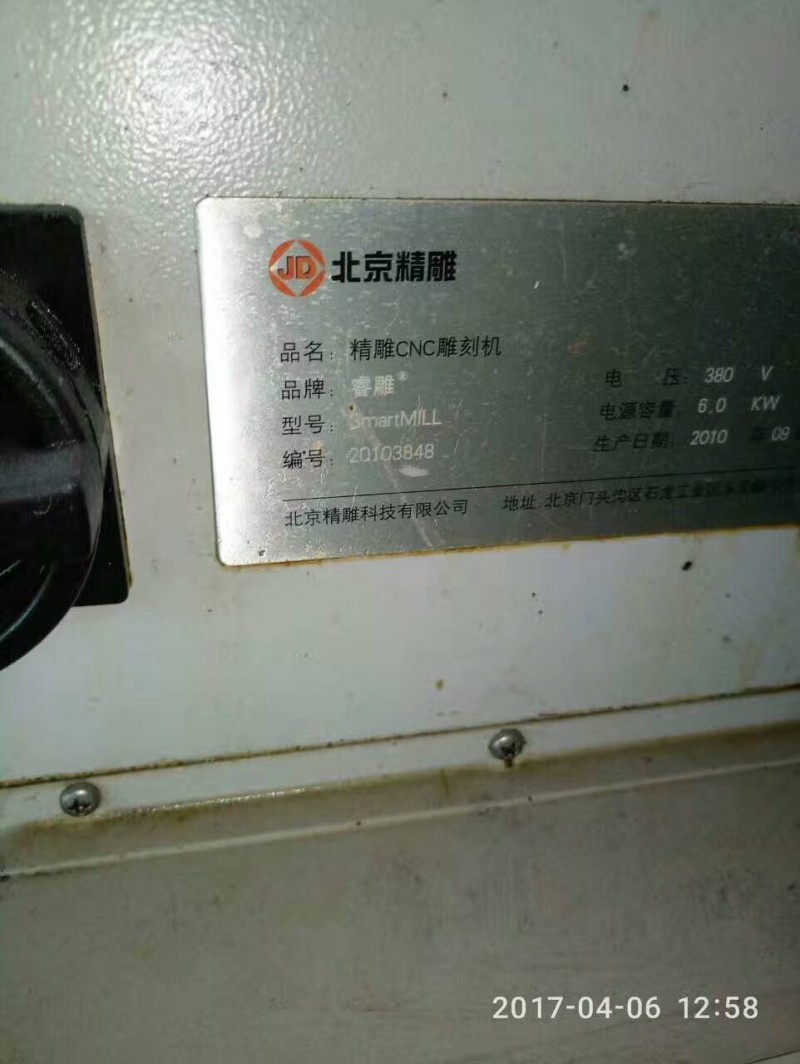 JD 北京精雕
品名: 精雕CNC雕刻机
品牌: 睿雕®
型号: SmartMILL
编号: 20103848
电 压: 380 V
电源容量: 6.0 KW
生产日期: 2010 年 09
北京精雕科技有限公司 地址 北京门头沟区石龙工业区
2017-04-06 12:58